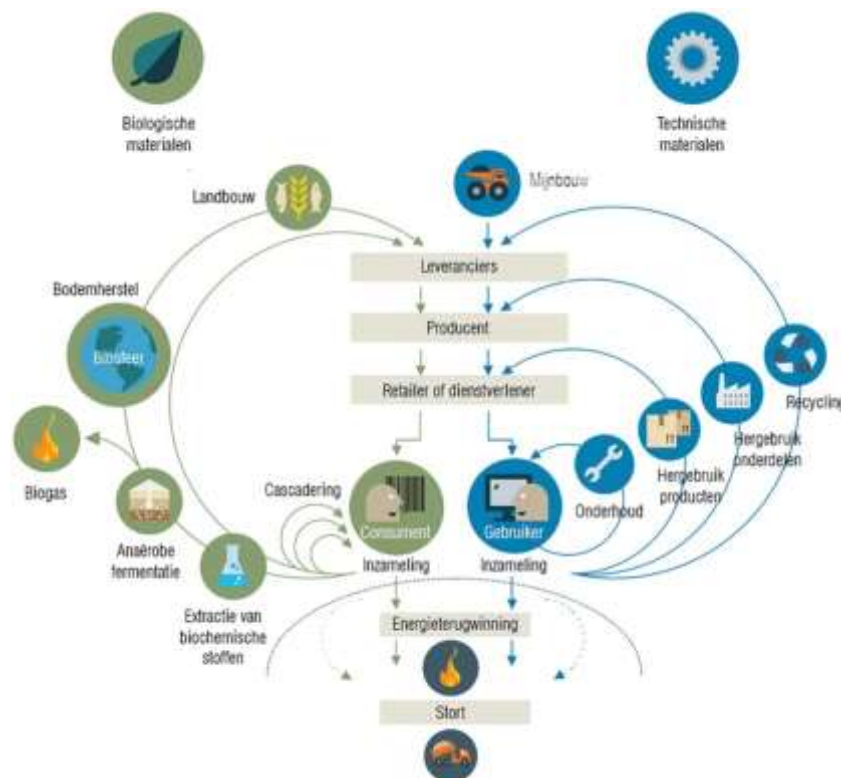 Biologische
materialen
Technische
materialen
Landbouw
Mijnbouw
Leveranciers
Bodemherstel
Biosfeer
Producent
Retailer of dienstverlener
Recycling
Hergebruik
onderdelen
Hergebruik
producten
Onderhoud
Biogas
Cascadering
Consument
Gebruiker
Anaërobe
fermentatie
Inzameling
Inzameling
Extractie van
biochemische
stoffen
Energieterugwinning
Stort